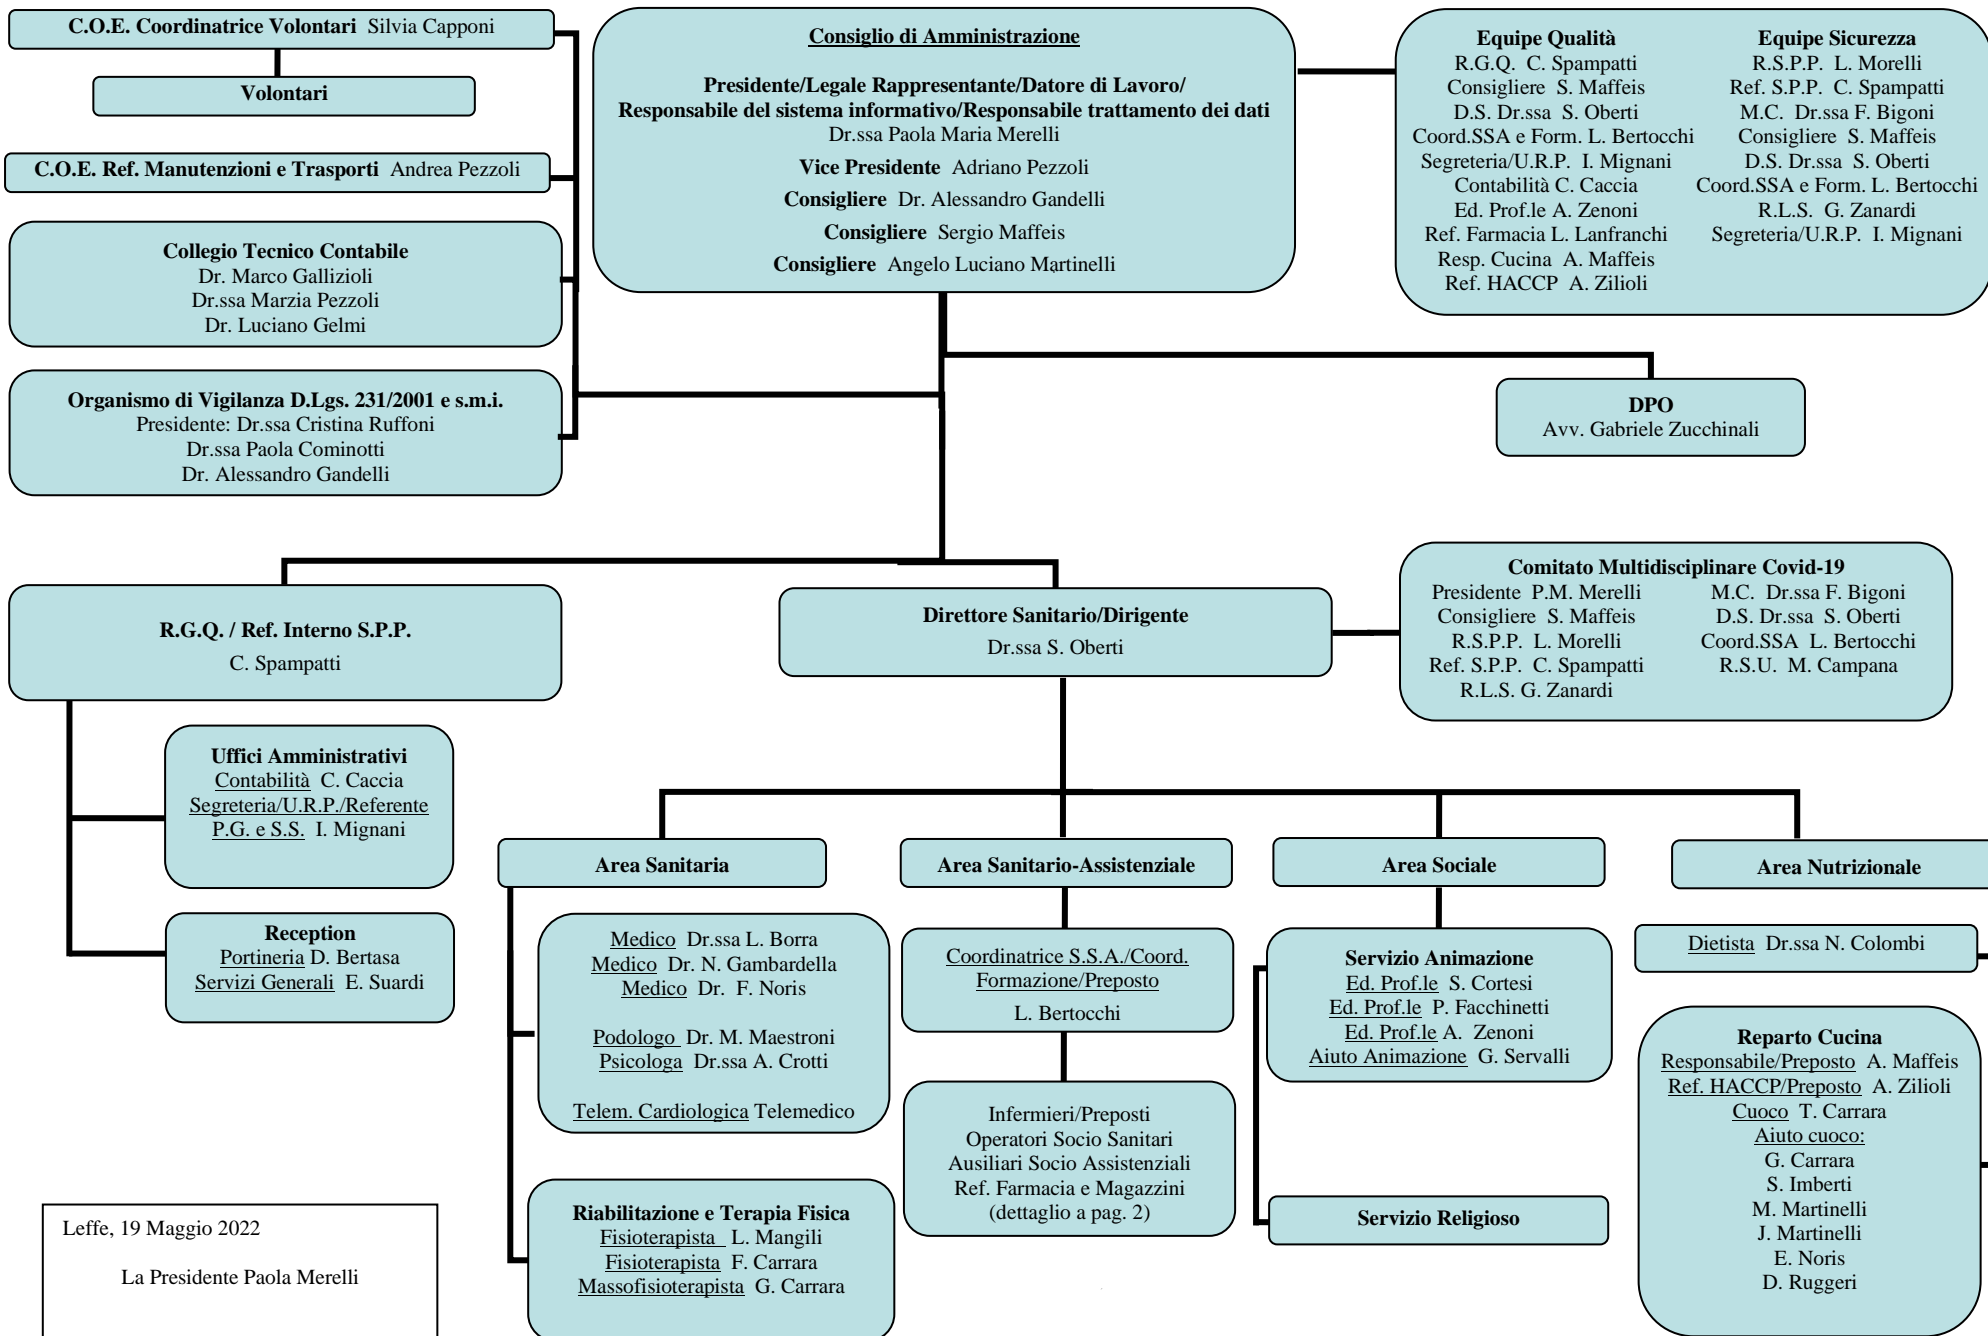 C.O.E. Coordinatrice Volontari Silvia Capponi
Volontari
C.O.E. Ref. Manutenzioni e Trasporti Andrea Pezzoli
Collegio Tecnico Contabile
Dr. Marco Gallizioli
Dr.ssa Marzia Pezzoli
Dr. Luciano Gelmi
Organismo di Vigilanza D.Lgs. 231/2001 e s.m.i.
Presidente: Dr.ssa Cristina Ruffoni
Dr.ssa Paola Cominotti
Dr. Alessandro Gandelli
Consiglio di Amministrazione
Presidente/Legale Rappresentante/Datore di Lavoro/
Responsabile del sistema informativo/Responsabile trattamento dei dati
Dr.ssa Paola Maria Merelli
Vice Presidente Adriano Pezzoli
Consigliere Dr. Alessandro Gandelli
Consigliere Sergio Maffeis
Consigliere Angelo Luciano Martinelli
Equipe Qualità
R.G.Q. C. Spampatti
Consigliere S. Maffeis
D.S. Dr.ssa S. Oberti
Coord.SSA e Form. L. Bertocchi
Segreteria/U.R.P. I. Mignani
Contabilità C. Caccia
Ed. Prof.le A. Zenoni
Ref. Farmacia L. Lanfranchi
Resp. Cucina A. Maffeis
Ref. HACCP A. Zilioli
Equipe Sicurezza
R.S.P.P. L. Morelli
Ref. S.P.P. C. Spampatti
M.C. Dr.ssa F. Bigoni
Consigliere S. Maffeis
D.S. Dr.ssa S. Oberti
Coord.SSA e Form. L. Bertocchi
R.L.S. G. Zanardi
Segreteria/U.R.P. I. Mignani
DPO
Avv. Gabriele Zucchinali
R.G.Q. / Ref. Interno S.P.P.
C. Spampatti
Direttore Sanitario/Dirigente
Dr.ssa S. Oberti
Comitato Multidisciplinare Covid-19
Presidente P.M. Merelli
Consigliere S. Maffeis
R.S.P.P. L. Morelli
Ref. S.P.P. C. Spampatti
R.L.S. G. Zanardi
M.C. Dr.ssa F. Bigoni
D.S. Dr.ssa S. Oberti
Coord.SSA L. Bertocchi
R.S.U. M. Campana
Uffici Amministrativi
Contabilità C. Caccia
Segreteria/U.R.P./Referente
P.G. e S.S. I. Mignani
Reception
Portineria D. Bertasa
Servizi Generali E. Suardi
Area Sanitaria
Medico Dr.ssa L. Borra
Medico Dr. N. Gambardella
Medico Dr. F. Noris
Podologo Dr. M. Maestroni
Psicologa Dr.ssa A. Crotti
Telem. Cardiologica Telemedico
Riabilitazione e Terapia Fisica
Fisioterapista L. Mangili
Fisioterapista F. Carrara
Massofisioterapista G. Carrara
Area Sanitario-Assistenziale
Coordinatrice S.S.A./Coord.
Formazione/Preposto
L. Bertocchi
Infermieri/Preposti
Operatori Socio Sanitari
Ausiliari Socio Assistenziali
Ref. Farmacia e Magazzini
(dettaglio a pag. 2)
Area Sociale
Servizio Animazione
Ed. Prof.le S. Cortesi
Ed. Prof.le P. Facchinetti
Ed. Prof.le A. Zenoni
Aiuto Animazione G. Servalli
Servizio Religioso
Area Nutrizionale
Dietista Dr.ssa N. Colombi
Reparto Cucina
Responsabile/Preposto A. Maffeis
Ref. HACCP/Preposto A. Zilioli
Cuoco T. Carrara
Aiuto cuoco:
G. Carrara
S. Imberti
M. Martinelli
J. Martinelli
E. Noris
D. Ruggeri
Leffe, 19 Maggio 2022
La Presidente Paola Merelli